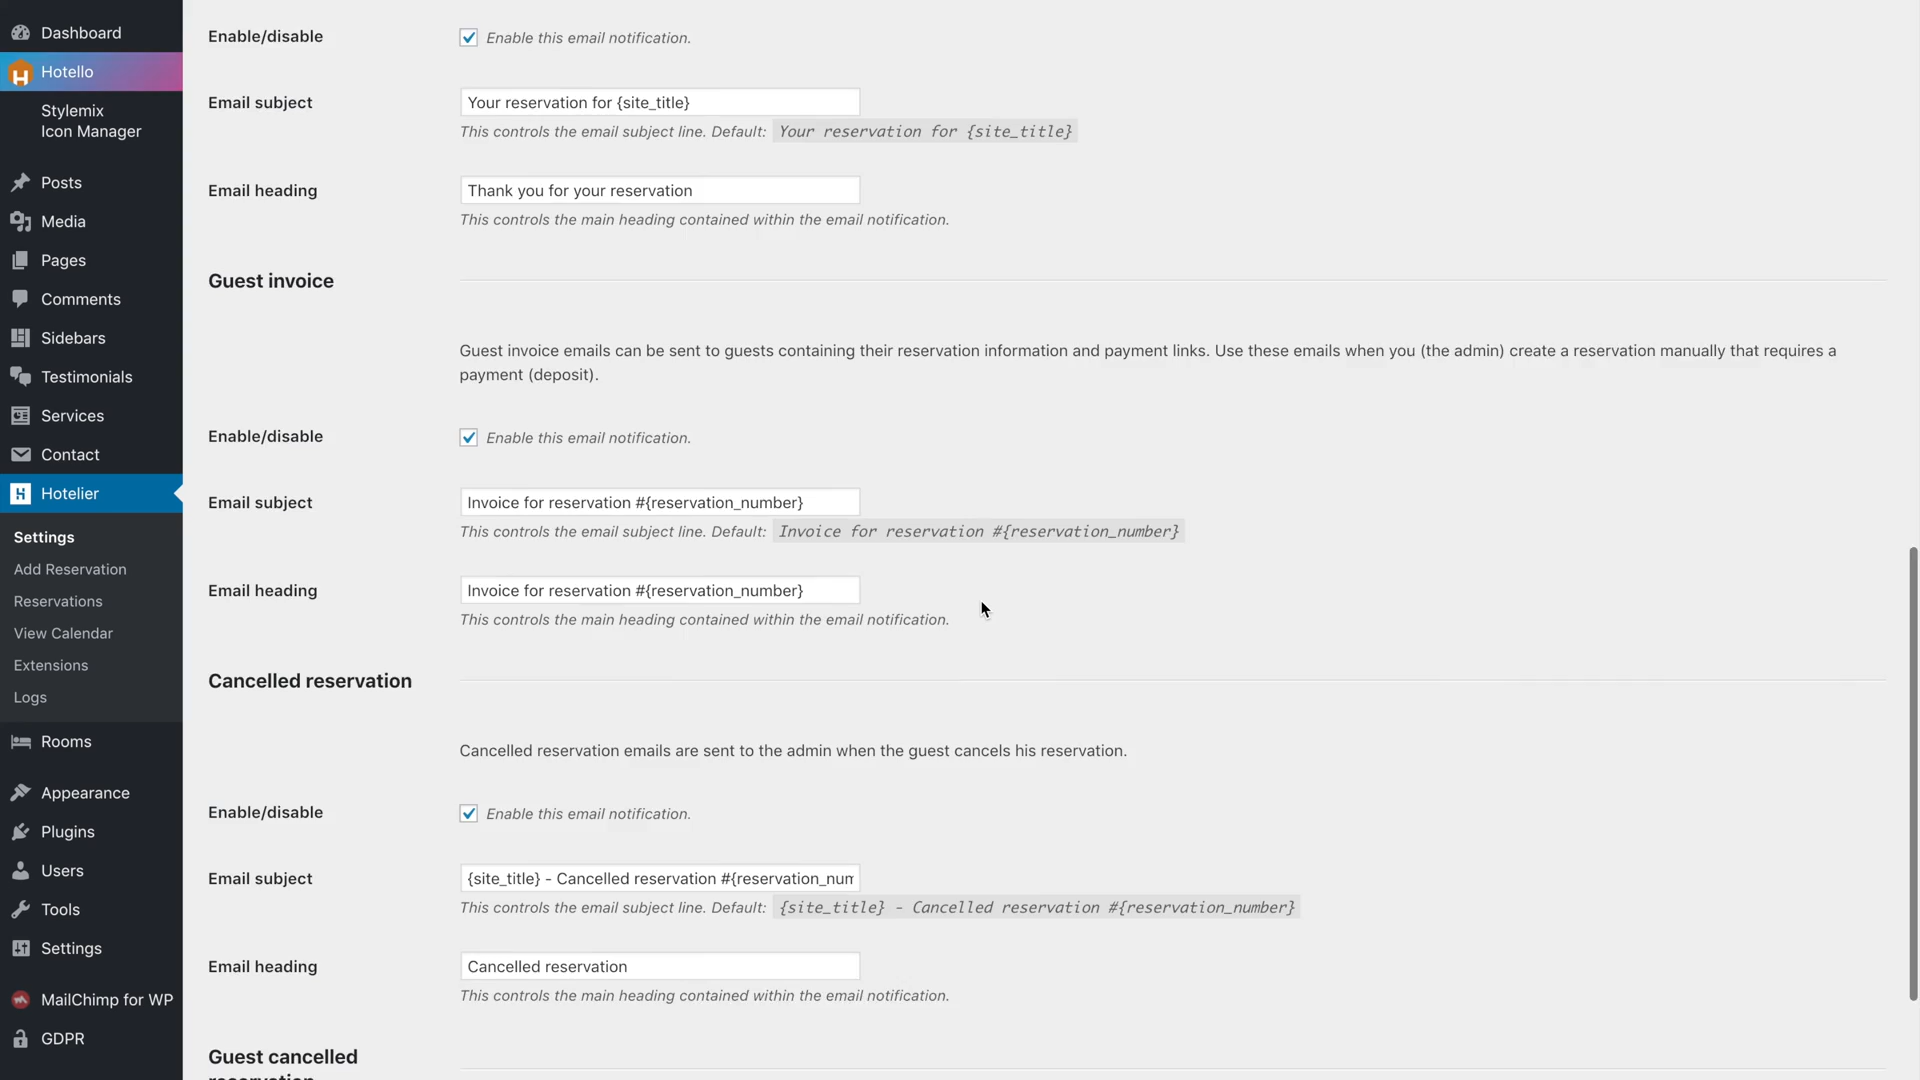 Dashboard
Hotello
Stylemix
Icon Manager
Posts
Media
Pages
Comments
Sidebars
Testimonials
Services
Contact
Hotelier
Settings
Add Reservation
Reservations
View Calendar
Extensions
Logs
Rooms
Appearance
Plugins
Users
Tools
Settings
MailChimp for WP
GDPR
Enable/disable Enable this email notification.
Email subject Your reservation for {site_title}
This controls the email subject line. Default: Your reservation for {site_title}
Email heading Thank you for your reservation
This controls the main heading contained within the email notification.
Guest invoice
Guest invoice emails can be sent to guests containing their reservation information and payment links. Use these emails when you (the admin) create a reservation manually that requires a
payment (deposit).
Enable/disable Enable this email notification.
Email subject Invoice for reservation #{reservation_number}
This controls the email subject line. Default: Invoice for reservation #{reservation_number}
Email heading Invoice for reservation #{reservation_number}
This controls the main heading contained within the email notification.
Cancelled reservation
Cancelled reservation emails are sent to the admin when the guest cancels his reservation.
Enable/disable Enable this email notification.
Email subject {site_title} - Cancelled reservation #{reservation_num
This controls the email subject line. Default: {site_title} - Cancelled reservation #{reservation_number}
Email heading Cancelled reservation
This controls the main heading contained within the email notification.
Guest cancelled